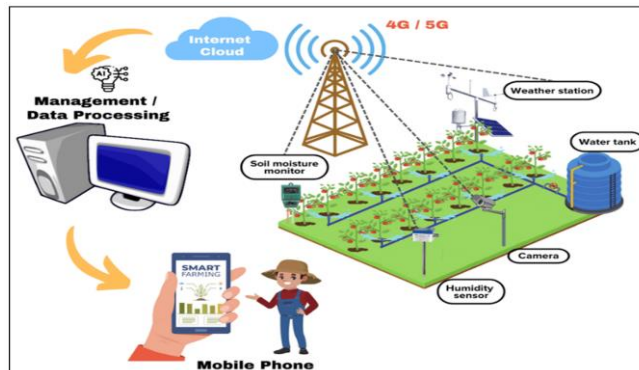 Internet
Cloud
4G / 5G
AI
Management /
Data Processing
Weather station
Water tank
Soil moisture
monitor
Camera
Humidity
sensor
SMART
FARMING
Mobile Phone